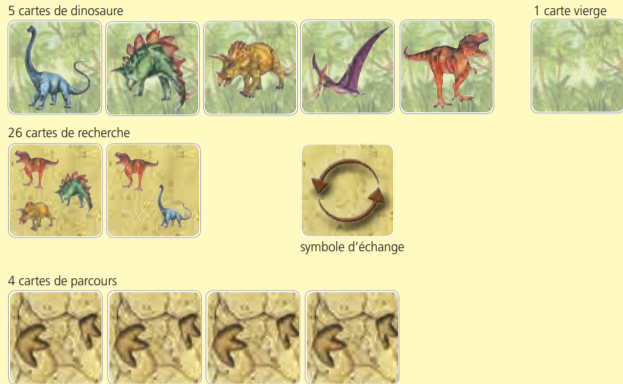 5 cartes de dinosaure
1 carte vierge
26 cartes de recherche
symbole d'échange
4 cartes de parcours